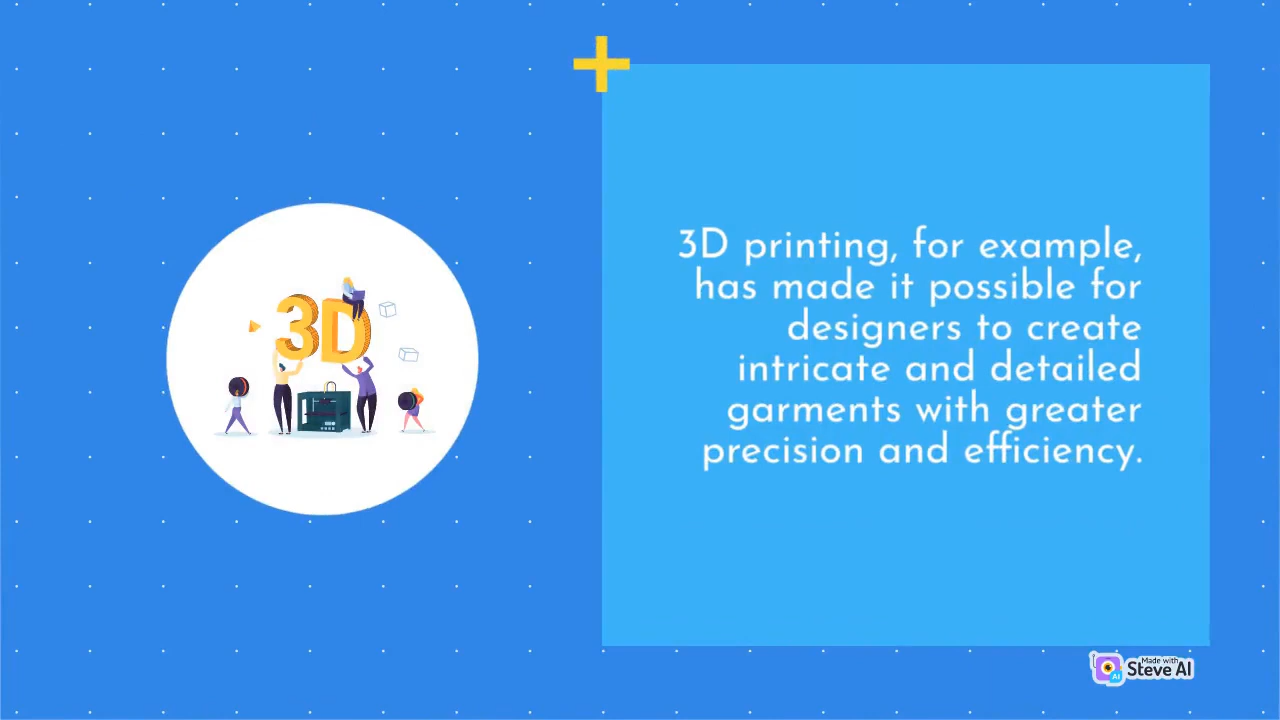 3D
3D printing, for example,
has made it possible for
designers to create
intricate and detailed
garments with greater
precision and efficiency.
Made with
Steve AI
AI